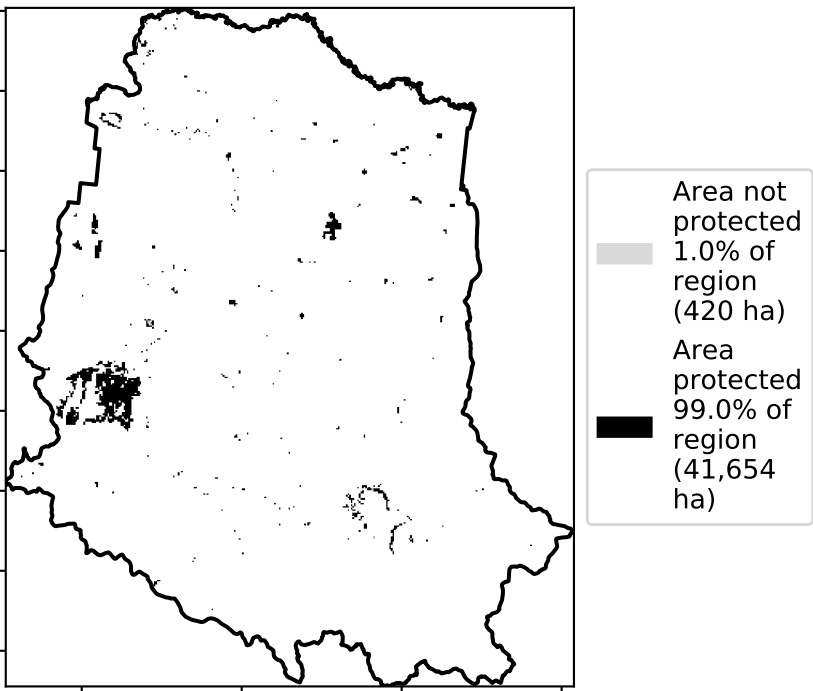 Area not
protected
1.0% of
region
(420 ha)
Area
protected
99.0% of
region
(41,654
ha)